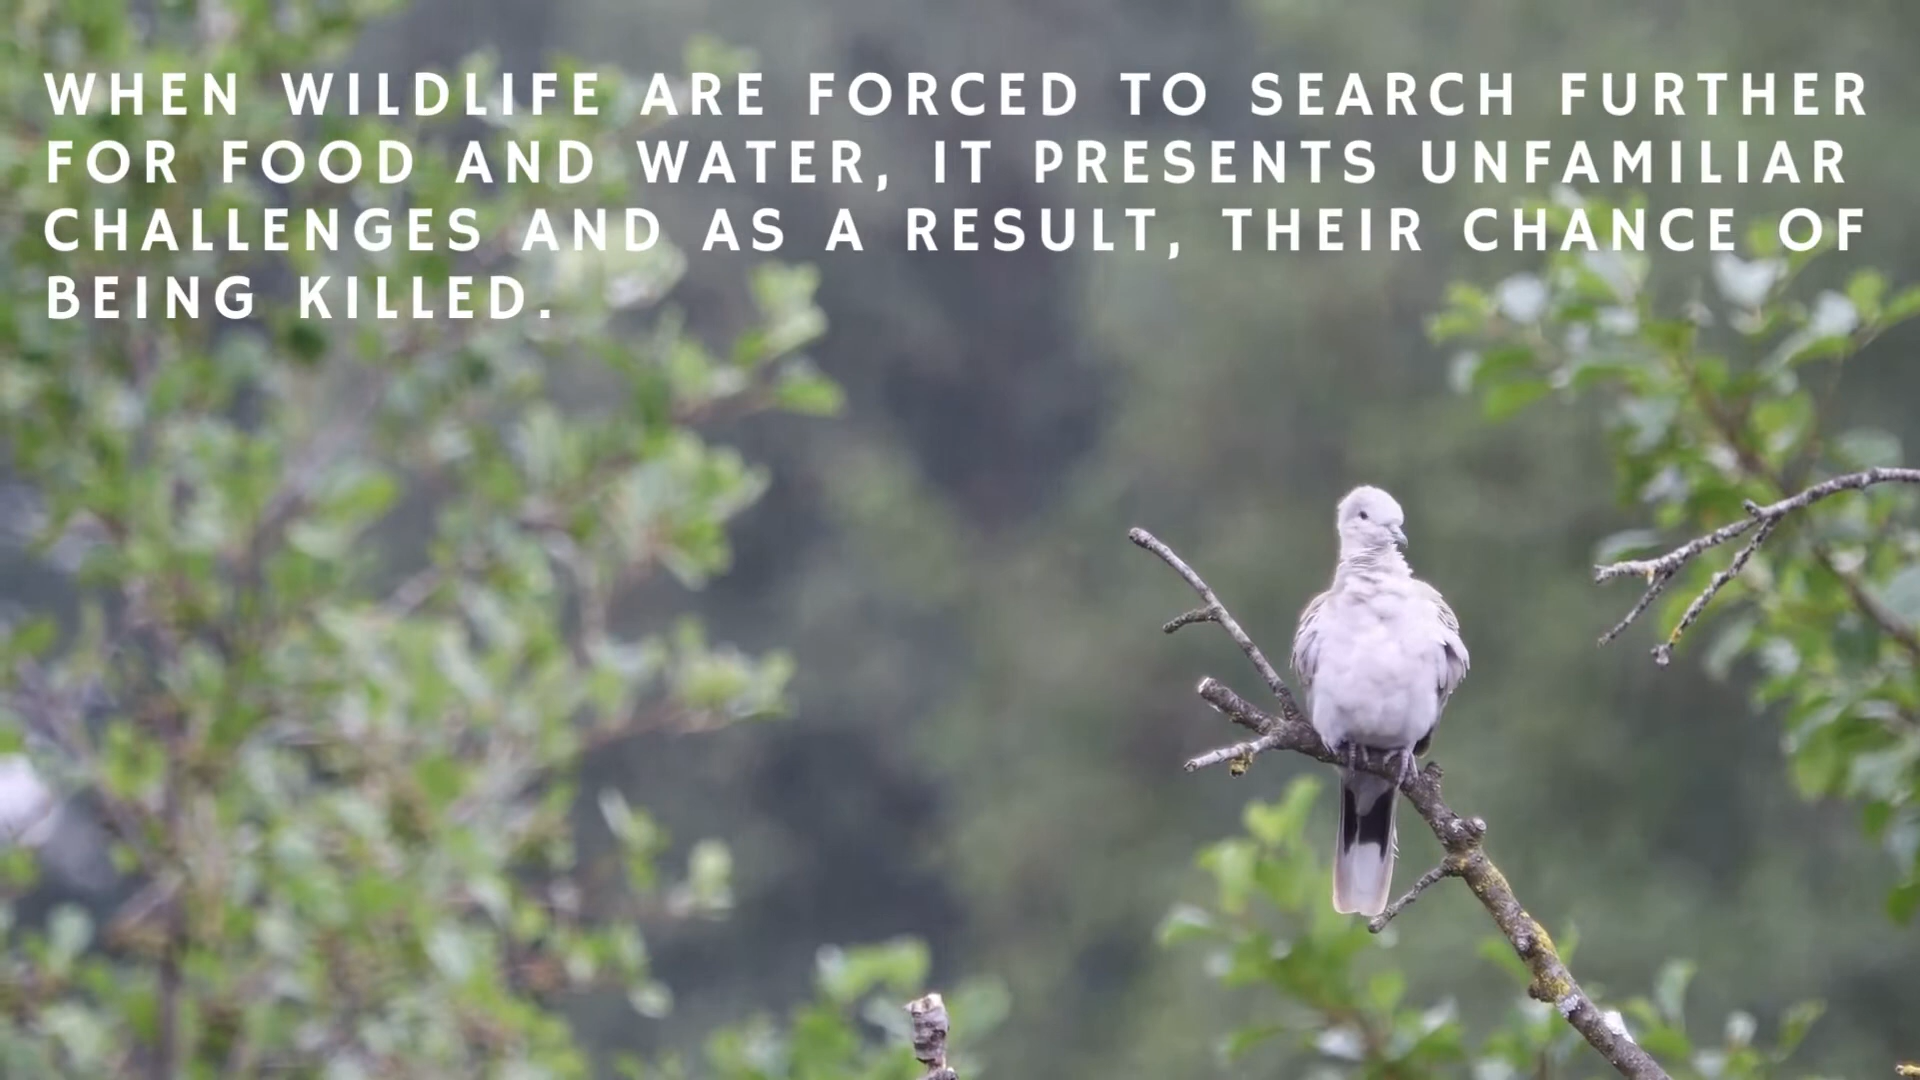 WHEN WILDLIFE ARE FORCED TO SEARCH FURTHER
FOR FOOD AND WATER, IT PRESENTS UNFAMILIAR
CHALLENGES AND AS A RESULT, THEIR CHANCE OF
BEING KILLED.